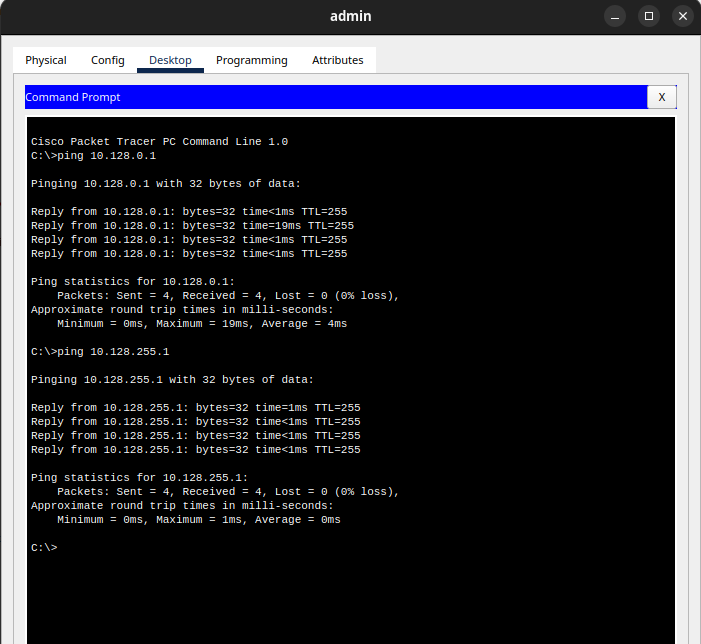 admin
Physical Config Desktop Programming Attributes
Command Prompt X
Cisco Packet Tracer PC Command Line 1.0
C:\>ping 10.128.0.1
Pinging 10.128.0.1 with 32 bytes of data:
Reply from 10.128.0.1: bytes=32 time<1ms TTL=255
Reply from 10.128.0.1: bytes=32 time=19ms TTL=255
Reply from 10.128.0.1: bytes=32 time<1ms TTL=255
Reply from 10.128.0.1: bytes=32 time<1ms TTL=255
Ping statistics for 10.128.0.1:
Packets: Sent = 4, Received = 4, Lost = 0 (0% loss),
Approximate round trip times in milli-seconds:
Minimum = 0ms, Maximum = 19ms, Average = 4ms
C:\>ping 10.128.255.1
Pinging 10.128.255.1 with 32 bytes of data:
Reply from 10.128.255.1: bytes=32 time=1ms TTL=255
Reply from 10.128.255.1: bytes=32 time<1ms TTL=255
Reply from 10.128.255.1: bytes=32 time<1ms TTL=255
Reply from 10.128.255.1: bytes=32 time<1ms TTL=255
Ping statistics for 10.128.255.1:
Packets: Sent = 4, Received = 4, Lost = 0 (0% loss),
Approximate round trip times in milli-seconds:
Minimum = 0ms, Maximum = 1ms, Average = 0ms
C:\>